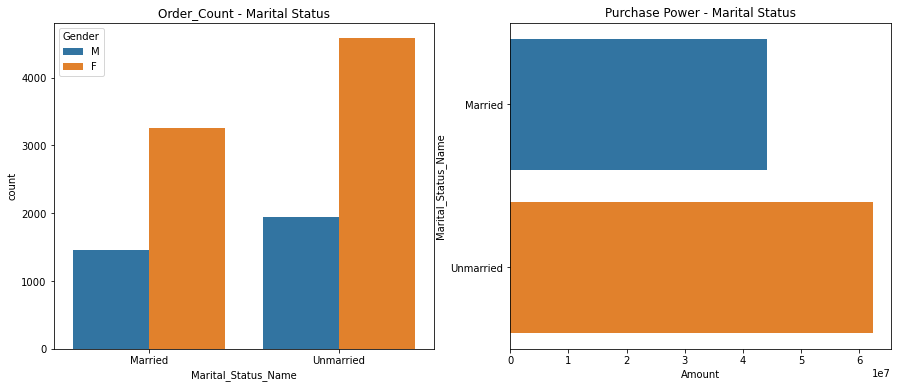 Order_Count - Marital Status
Gender
M
F
4000
3000
2000
1000
0
count
Married
Unmarried
Marital_Status_Name
Purchase Power - Marital Status
Married
Unmarried
Marital_Status_Name
0 1 2 3 4 5 6
1e7
Amount